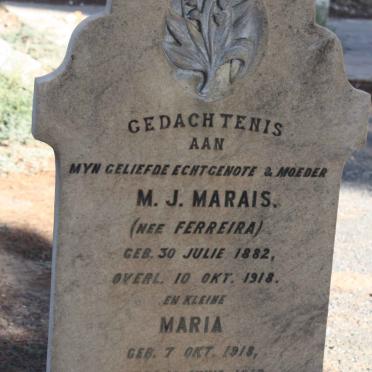 GEDACHTENIS
AAN
MYN GELIEFDE ECHTGENOTE & MOEDER
M. J. MARAIS.
(NEE FERREIRA)
GEB. 30 JULIE 1882,
OVERL. 10 OKT. 1918.
EN KLEINE
MARIA
GEB. 7 OKT. 1918,